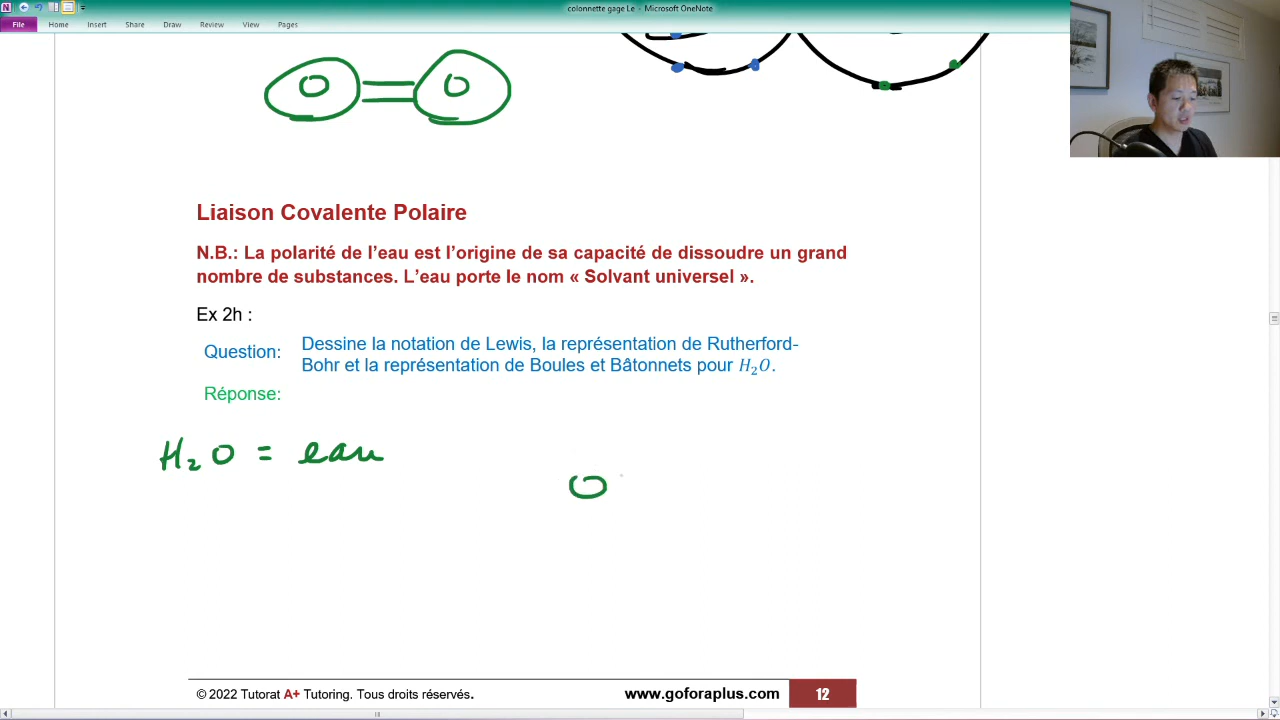 colonnette gage Le - Microsoft OneNote
File Home Insert Share Draw Review View Pages
O = O
Liaison Covalente Polaire
N.B.: La polarité de l'eau est l'origine de sa capacité de dissoudre un grand
nombre de substances. L'eau porte le nom « Solvant universel ».
Ex 2h :
Question: Dessine la notation de Lewis, la représentation de Rutherford-
Bohr et la représentation de Boules et Bâtonnets pour H₂O.
Réponse:
H₂O = eau
O
© 2022 Tutorat A+ Tutoring. Tous droits réservés.
www.goforaplus.com 12